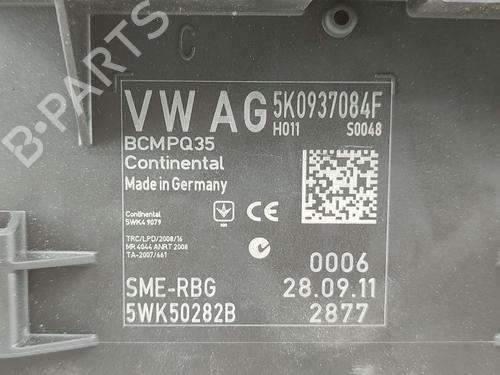 C
VW AG 5K0937084F
H011 S0048
BCMPQ35
Continental
Made in Germany
Continental
5WK4 9079
TRC/LPD/2008/16
MR 4044 ANRT 2008
TA-2007/661
0006
SME-RBG 28.09.11
5WK50282B 2877
B-PARTS